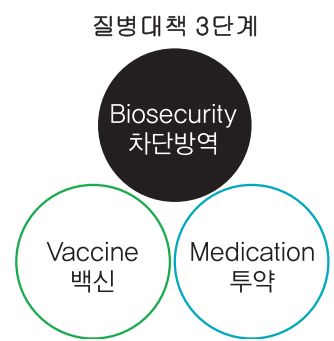 질병대책 3단계
Biosecurity
차단방역
Vaccine
백신
Medication
투약